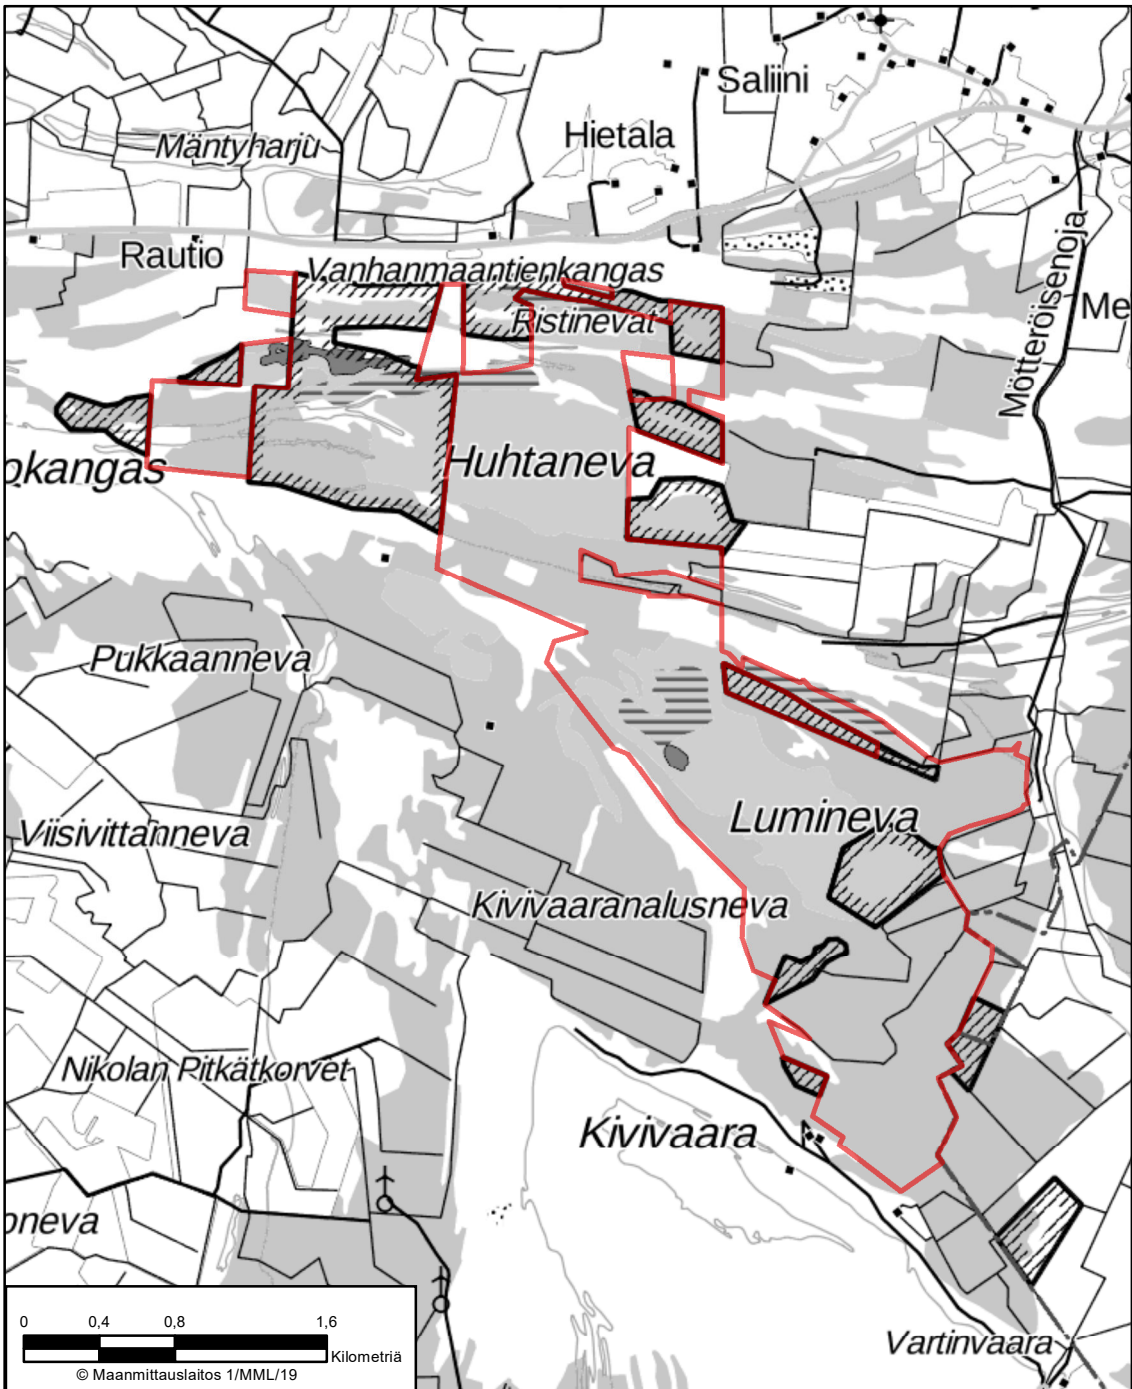 Saliini
Hietala
Mäntyharju
Rautio
Vanhanmaantienkangas
Ristinevat
Me
Mötteröisenoja
okangas
Huhtaneva
Pukkaanneva
Viisivittanneva
Lumineva
Kivivaaranalusneva
Nikolan Pitkätkorvet
Kivivaara
oneva
Vartinvaara
0 0,4 0,8 1,6
Kilometriä
© Maanmittauslaitos 1/MML/19